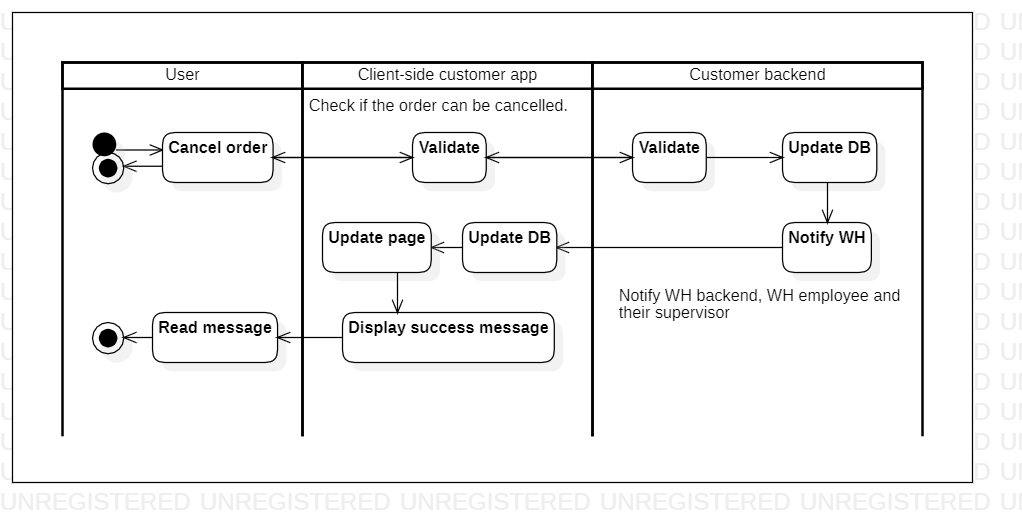 User
Client-side customer app
Customer backend
Check if the order can be cancelled.
Cancel order
Validate
Validate
Update DB
Update page
Update DB
Notify WH
Notify WH backend, WH employee and
their supervisor
Read message
Display success message
UNREGISTERED UNREGISTERED UNREGISTERED UNREGISTERED UNREGISTERED UI